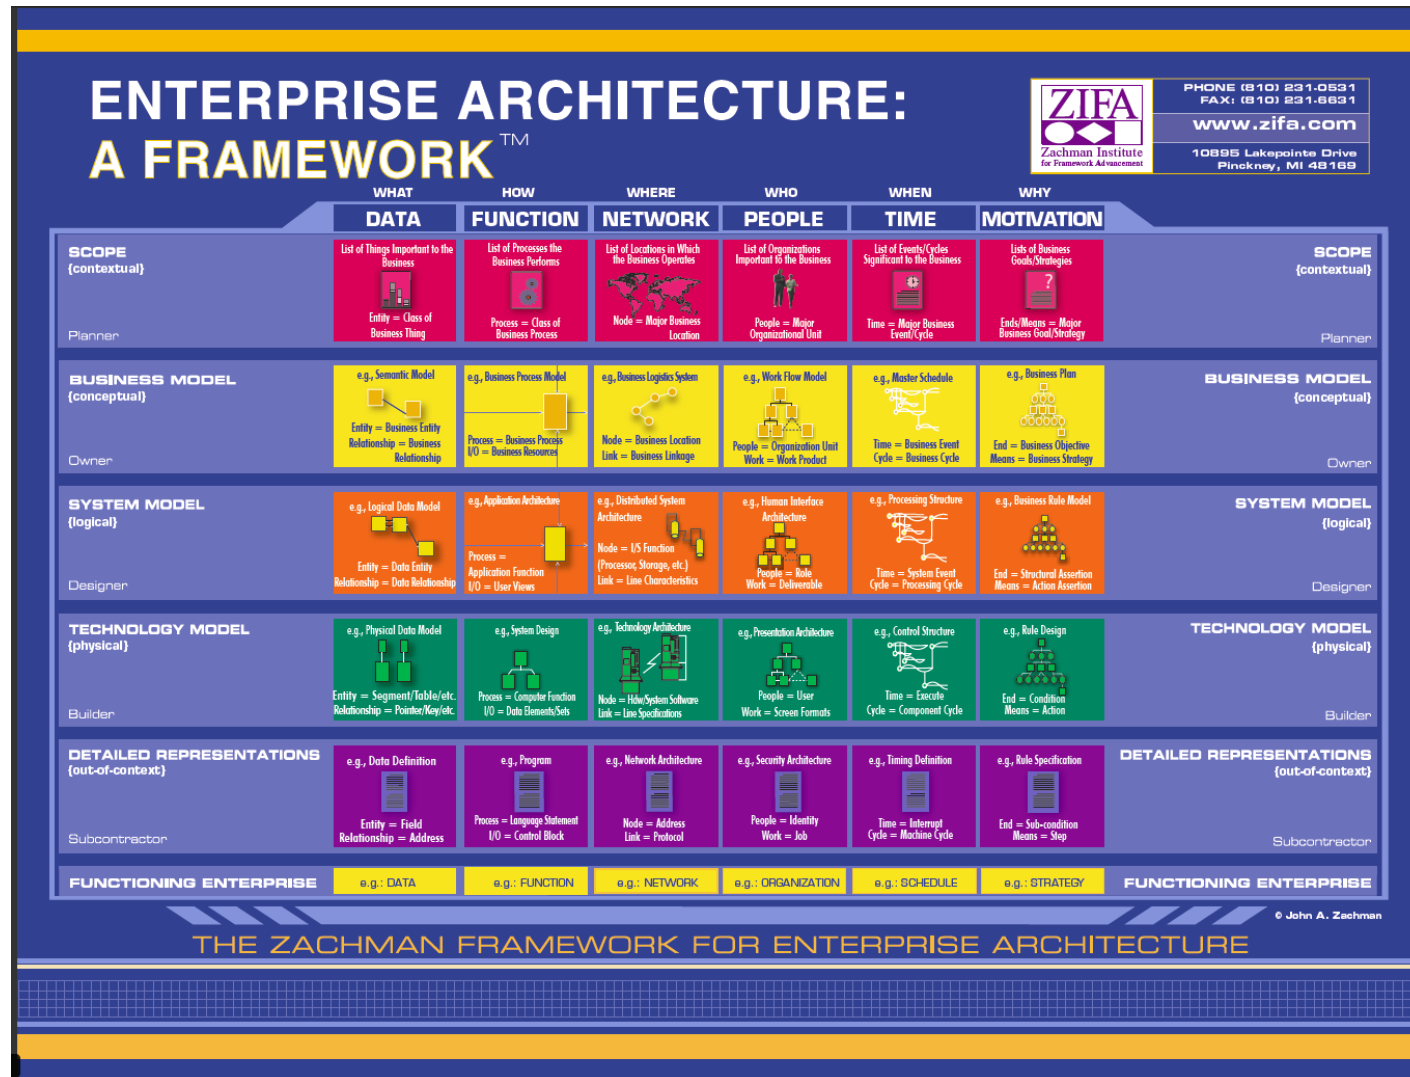 ENTERPRISE ARCHITECTURE:
A FRAMEWORK™
ZIFA
Zachman Institute
for Framework Advancement
PHONE (810) 231-0531
FAX: (810) 231-6631
www.zifa.com
10895 Lakepointe Drive
Pinckney, MI 48169
WHAT HOW WHERE WHO WHEN WHY
DATA FUNCTION NETWORK PEOPLE TIME MOTIVATION
SCOPE
{contextual}
Planner
List of Things Important to the
Business
Entity = Class of
Business Thing
List of Processes the
Business Performs
Process = Class of
Business Process
List of Locations in Which
the Business Operates
Node = Major Business
Location
List of Organizations
Important to the Business
People = Major
Organizational Unit
List of Events/Cycles
Significant to the Business
Time = Major Business
Event/Cycle
Lists of Business
Goals/Strategies
?
Ends/Means = Major
Business Goal/Strategy
SCOPE
{contextual}
Planner
BUSINESS MODEL
{conceptual}
Owner
e.g., Semantic Model
Entity = Business Entity
Relationship = Business
Relationship
e.g., Business Process Model
Process = Business Process
I/O = Business Resources
e.g., Business Logistics System
Node = Business Location
Link = Business Linkage
e.g., Work Flow Model
People = Organization Unit
Work = Work Product
e.g., Master Schedule
Time = Business Event
Cycle = Business Cycle
e.g., Business Plan
End = Business Objective
Means = Business Strategy
BUSINESS MODEL
{conceptual}
Owner
SYSTEM MODEL
{logical}
Designer
e.g., Logical Data Model
Entity = Data Entity
Relationship = Data Relationship
e.g., Application Architecture
Process =
Application Function
I/O = User Views
e.g., Distributed System
Architecture
Node = I/S Function
(Processor, Storage, etc.)
Link = Line Characteristics
e.g., Human Interface
Architecture
People = Role
Work = Deliverable
e.g., Processing Structure
Time = System Event
Cycle = Processing Cycle
e.g., Business Rule Model
End = Structural Assertion
Means = Action Assertion
SYSTEM MODEL
{logical}
Designer
TECHNOLOGY MODEL
{physical}
Builder
e.g., Physical Data Model
Entity = Segment/Table/etc.
Relationship = Pointer/Key/etc.
e.g., System Design
Process = Computer Function
I/O = Data Elements/Sets
e.g., Technology Architecture
Node = Hdw/System Software
Link = Line Specifications
e.g., Presentation Architecture
People = User
Work = Screen Formats
e.g., Control Structure
Time = Execute
Cycle = Component Cycle
e.g., Rule Design
End = Condition
Means = Action
TECHNOLOGY MODEL
{physical}
Builder
DETAILED REPRESENTATIONS
{out-of-context}
Subcontractor
e.g., Data Definition
Entity = Field
Relationship = Address
e.g., Program
Process = Language Statement
I/O = Control Block
e.g., Network Architecture
Node = Address
Link = Protocol
e.g., Security Architecture
People = Identity
Work = Job
e.g., Timing Definition
Time = Interrupt
Cycle = Machine Cycle
e.g., Rule Specification
End = Sub-condition
Means = Step
DETAILED REPRESENTATIONS
{out-of-context}
Subcontractor
FUNCTIONING ENTERPRISE
e.g.: DATA
e.g.: FUNCTION
e.g.: NETWORK
e.g.: ORGANIZATION
e.g.: SCHEDULE
e.g.: STRATEGY
FUNCTIONING ENTERPRISE
© John A. Zachman
THE ZACHMAN FRAMEWORK FOR ENTERPRISE ARCHITECTURE